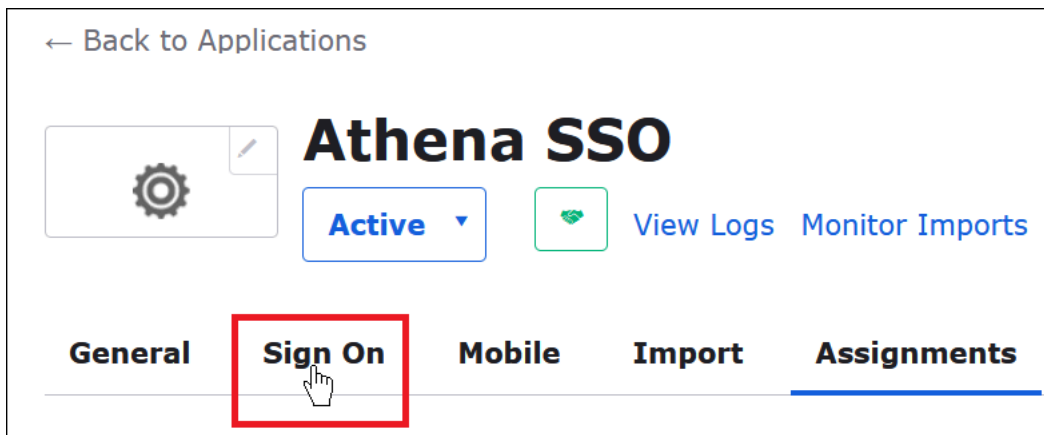 ← Back to Applications
Athena SSO
Active View Logs Monitor Imports
General Sign On Mobile Import Assignments